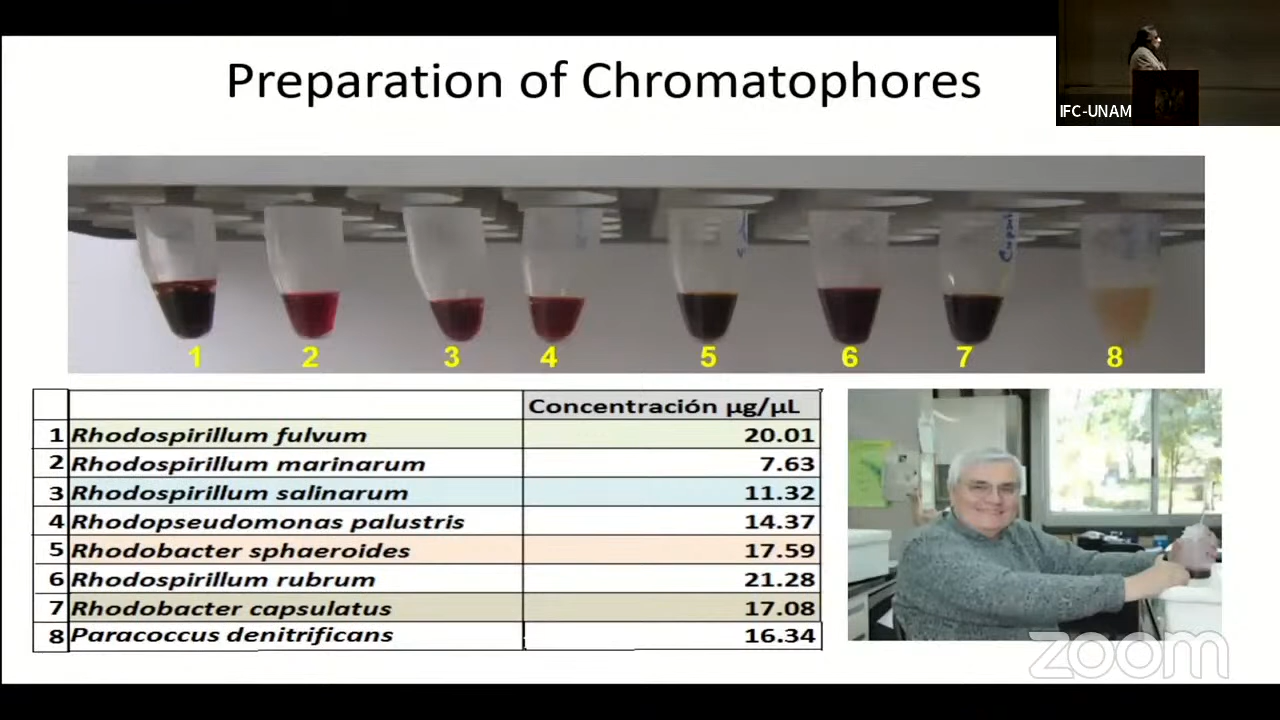 Preparation of Chromatophores
IFC-UNAM
1 2 3 4 5 6 7 8
Concentración µg/µL
1 Rhodospirillum fulvum 20.01
2 Rhodospirillum marinarum 7.63
3 Rhodospirillum salinarum 11.32
4 Rhodopseudomonas palustris 14.37
5 Rhodobacter sphaeroides 17.59
6 Rhodospirillum rubrum 21.28
7 Rhodobacter capsulatus 17.08
8 Paracoccus denitrificans 16.34
zoom